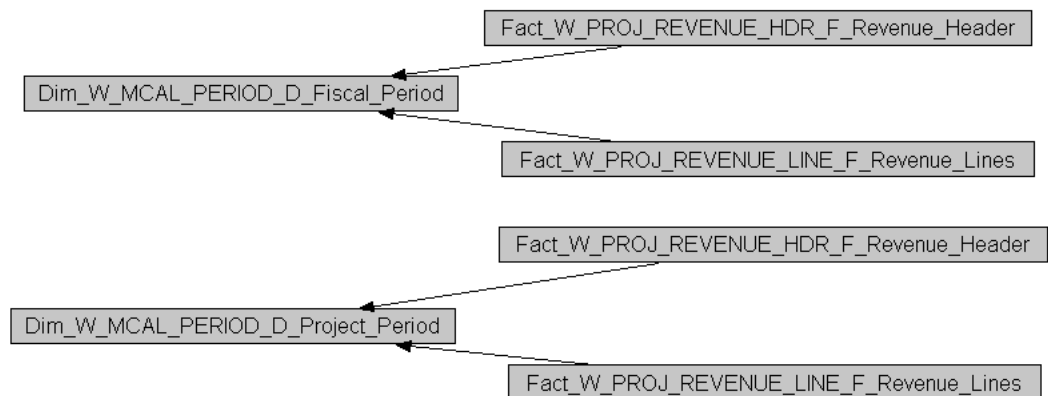 Fact_W_PROJ_REVENUE_HDR_F_Revenue_Header
Dim_W_MCAL_PERIOD_D_Fiscal_Period
Fact_W_PROJ_REVENUE_LINE_F_Revenue_Lines
Fact_W_PROJ_REVENUE_HDR_F_Revenue_Header
Dim_W_MCAL_PERIOD_D_Project_Period
Fact_W_PROJ_REVENUE_LINE_F_Revenue_Lines